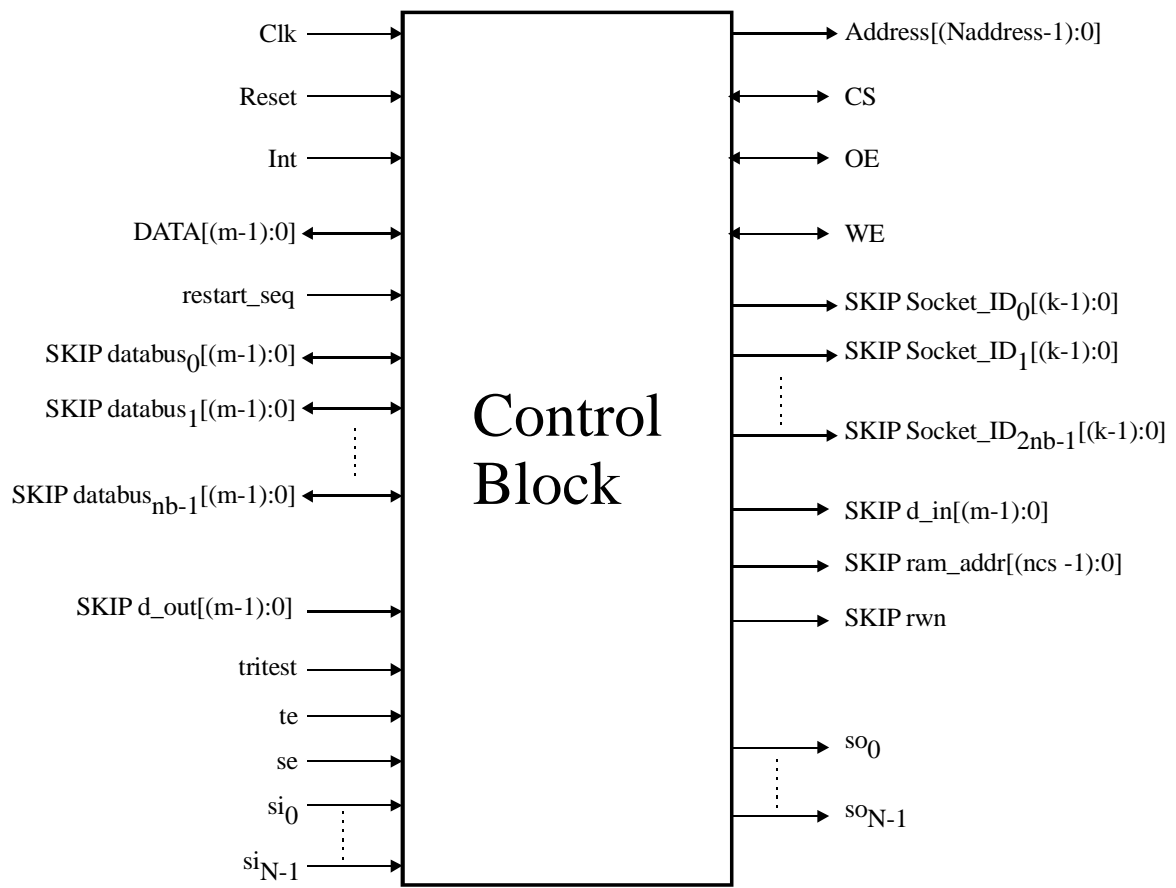 Clk
Reset
Int
DATA[(m-1):0]
restart_seq
SKIP databus0[(m-1):0]
SKIP databus1[(m-1):0]
SKIP databusnb-1[(m-1):0]
SKIP d_out[(m-1):0]
tritest
te
se
si0
siN-1
Control
Block
Address[(Naddress-1):0]
CS
OE
WE
SKIP Socket_ID0[(k-1):0]
SKIP Socket_ID1[(k-1):0]
SKIP Socket_ID2nb-1[(k-1):0]
SKIP d_in[(m-1):0]
SKIP ram_addr[(ncs -1):0]
SKIP rwn
so0
soN-1